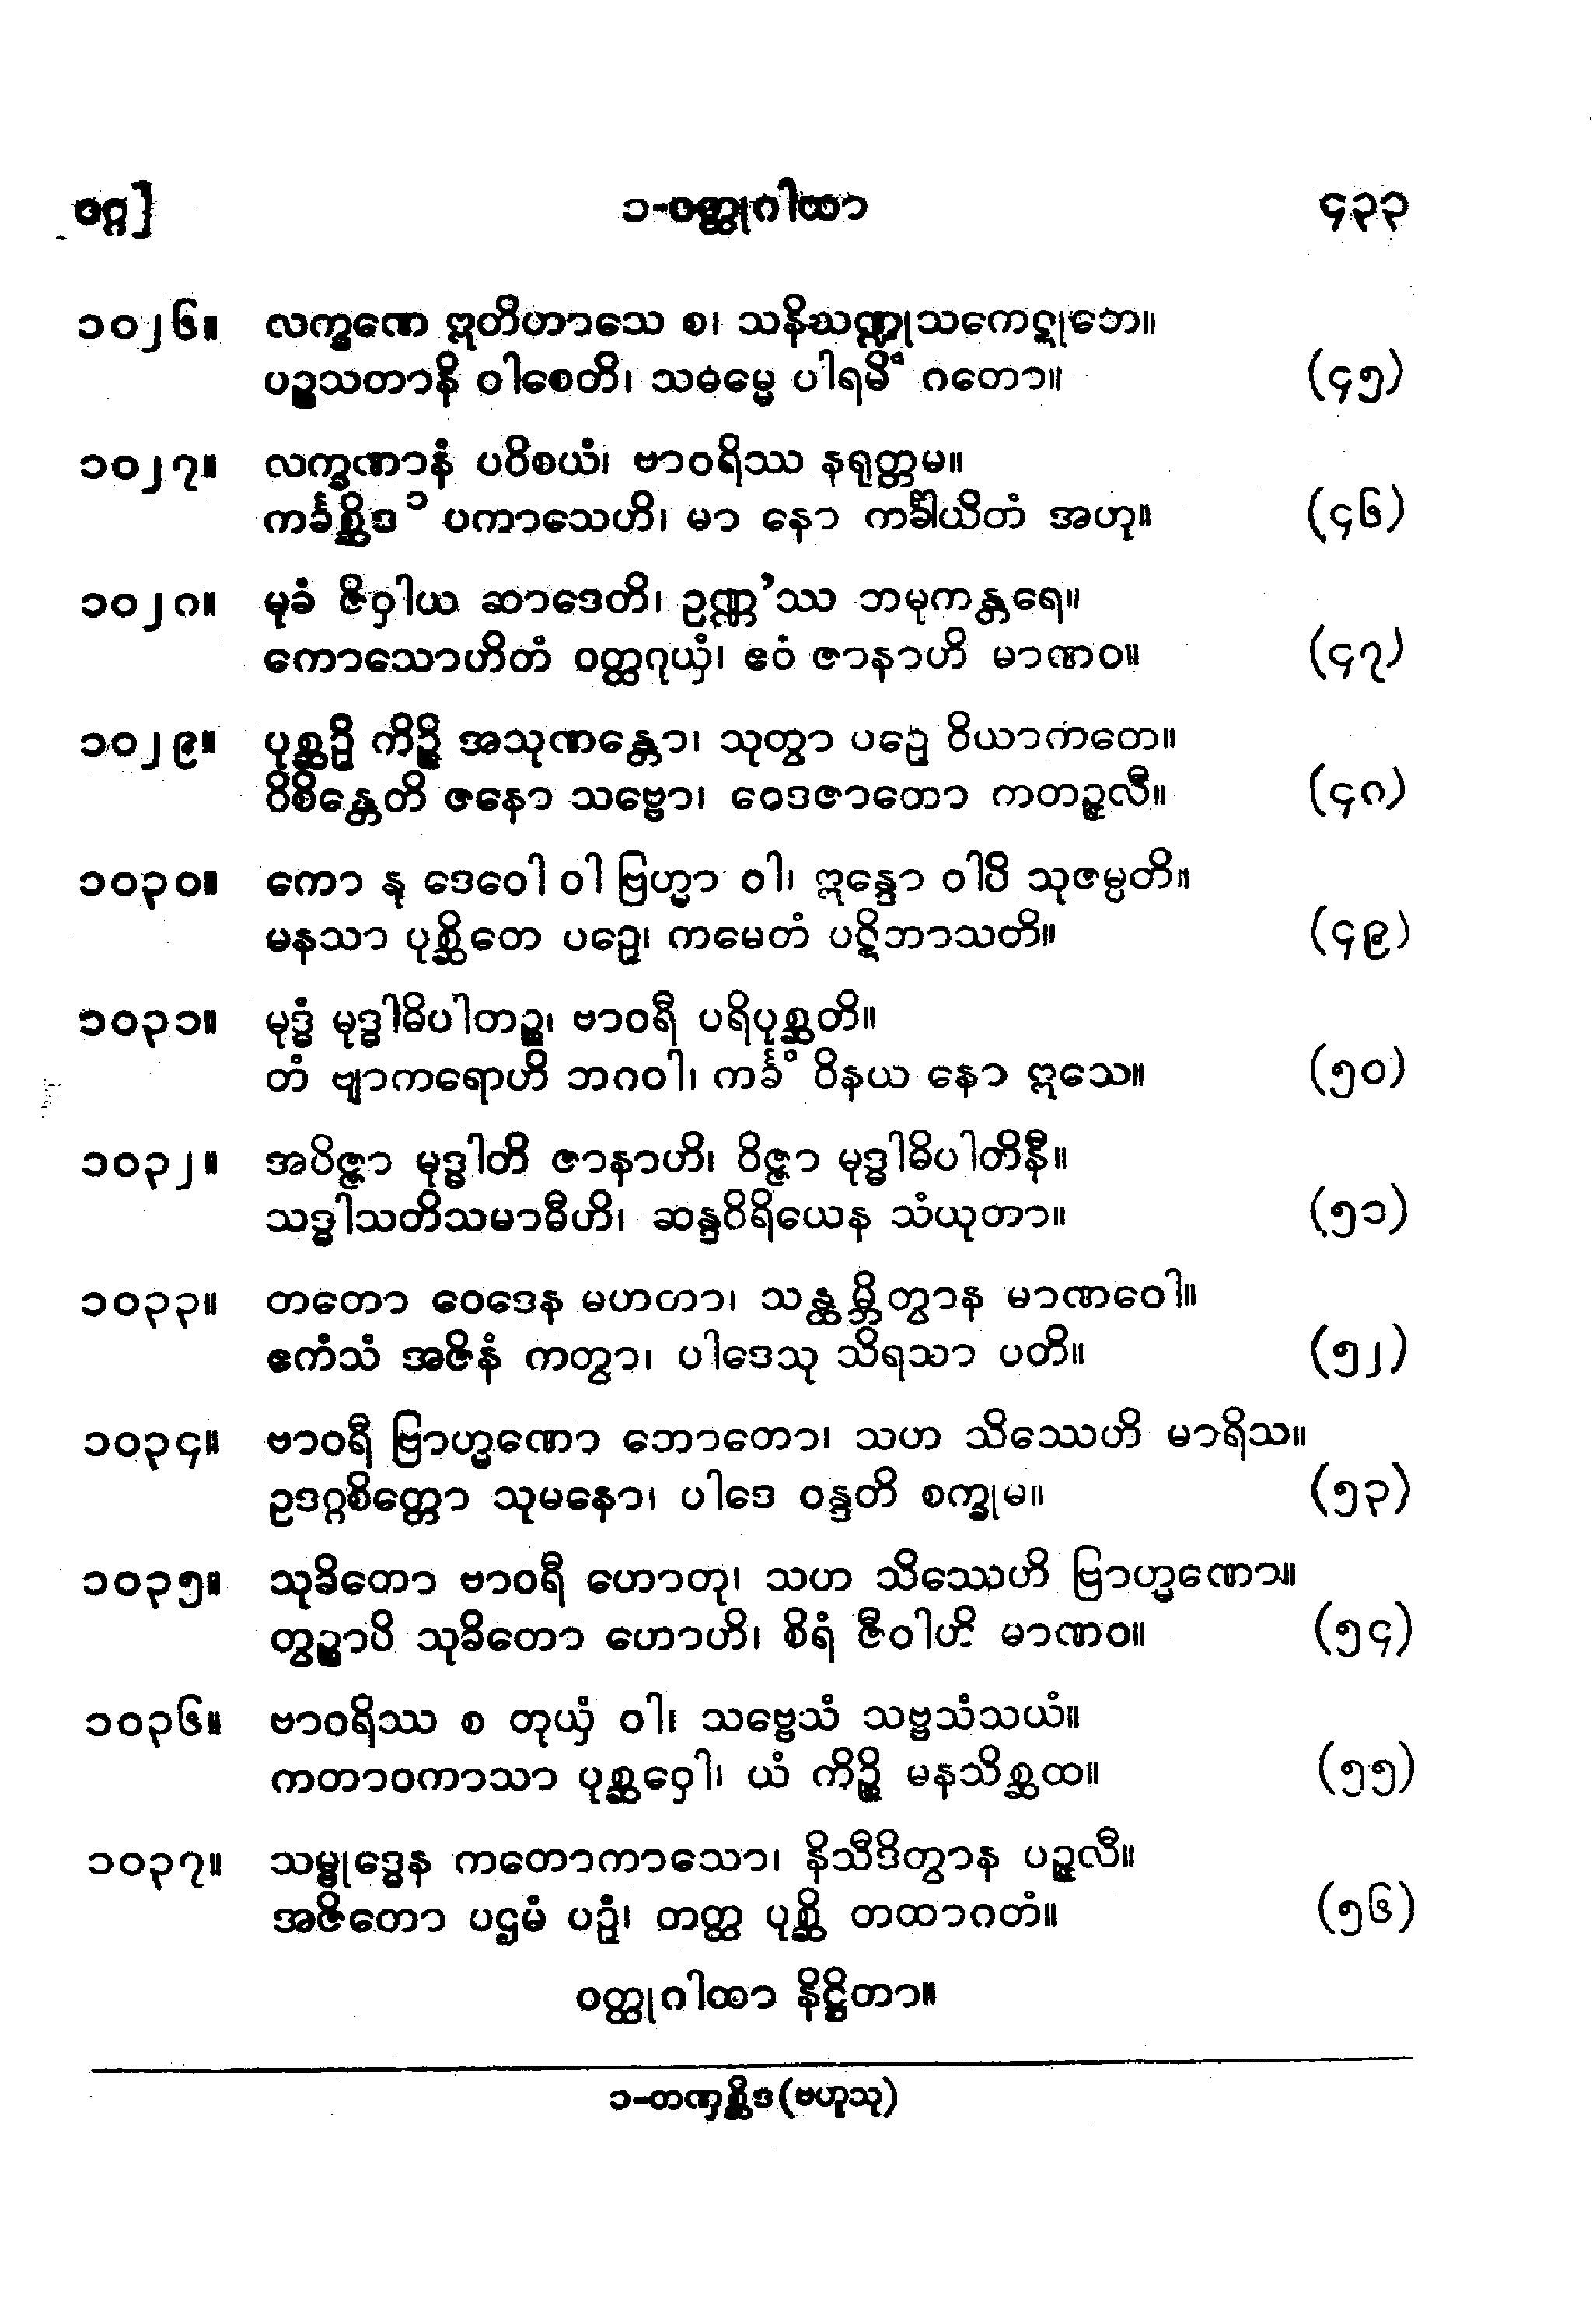 ဝဂ္ဂ] ၁-ဝတ္ထုဂါထာ ၄၃၃
၁၀၂၆။ လက္ခဏေ ဣတိဟာသေ စ၊ သနိဃဏ္ဍုသကေဋုဘေ။
ပဉ္စသတာနိ ဝါစေတိ၊ သဓမ္မေ ပါရမိံ ဂတော။ (၄၅)
၁၀၂၇။ လက္ခဏာနံ ပဝိစယံ၊ ဗာဝရိဿ နရုတ္တမ။
ကင်္ခစ္ဆိဒ ၁ ပကာသေဟိ၊ မာ နော ကင်္ခါယိတံ အဟု။ (၄၆)
၁၀၂၈။ မုခံ ဇိဝှါယ ဆာဒေတိ၊ ဥဏ္ဏ’ဿ ဘမုကန္တရေ။
ကောသောဟိတံ ဝတ္ထဂုယှံ၊ ဧဝံ ဇာနာဟိ မာဏဝ။ (၄၇)
၁၀၂၉။ ပုစ္ဆဉှိ ကိဉ္စိ အသုဏန္တော၊ သုတွာ ပဉှေ ဝိယာကတေ။
ဝိစိန္တေတိ ဇနော သဗ္ဗော၊ ဝေဒဇာတော ကတဉ္ဇလီ။ (၄၈)
၁၀၃၀။ ကော နု ဒေဝေါ ဝါ ဗြဟ္မာ ဝါ၊ ဣန္ဒော ဝါပိ သုဇမ္ပတိ။
မနသာ ပုစ္ဆိတေ ပဉှေ၊ ကမေတံ ပဋိဘာသတိ။ (၄၉)
၁၀၃၁။ မုဒ္ဓံ မုဒ္ဓါဓိပါတဉ္စ၊ ဗာဝရီ ပရိပုစ္ဆတိ။
တံ ဗျာကရောဟိ ဘဂဝါ၊ ကင်္ခံ ဝိနယ နော ဣသေ။ (၅၀)
၁၀၃၂။ အဝိဇ္ဇာ မုဒ္ဓါတိ ဇာနာဟိ၊ ဝိဇ္ဇာ မုဒ္ဓါဓိပါတိနီ။
သဒ္ဓါသတိသမာဓီဟိ၊ ဆန္ဒဝိရိယေန သံယုတာ။ (၅၁)
၁၀၃၃။ တတော ဝေဒေန မဟတာ၊ သန္ထမ္ဘိတွာန မာဏဝေါ။
ဧကံသံ အဇိနံ ကတွာ၊ ပါဒေသု သိရသာ ပတိ။ (၅၂)
၁၀၃၄။ ဗာဝရီ ဗြာဟ္မဏော ဘောတော၊ သဟ သိဿေဟိ မာရိသ။
ဥဒဂ္ဂစိတ္တော သုမနော၊ ပါဒေ ဝန္ဒတိ စက္ခုမ။ (၅၃)
၁၀၃၅။ သုခိတော ဗာဝရီ ဟောတု၊ သဟ သိဿေဟိ ဗြာဟ္မဏော။
တွဉ္စာပိ သုခိတော ဟောဟိ၊ စိရံ ဇီဝါဟိ မာဏဝ။ (၅၄)
၁၀၃၆။ ဗာဝရိဿ စ တုယှံ ဝါ၊ သဗ္ဗေသံ သဗ္ဗသံသယံ။
ကတာဝကာသာ ပုစ္ဆဝှေါ၊ ယံ ကိဉ္စိ မနသိစ္ဆထ။ (၅၅)
၁၀၃၇။ သမ္ဗုဒ္ဓေန ကတောကာသော၊ နိသီဒိတွာန ပဉ္ဇလီ။
အဇိတော ပဌမံ ပဉှံ၊ တတ္ထ ပုစ္ဆိ တထာဂတံ။ (၅၆)
ဝတ္ထုဂါထာ နိဋ္ဌိတာ။
၁-တဏှစ္ဆိဒ (ဗဟူသု)